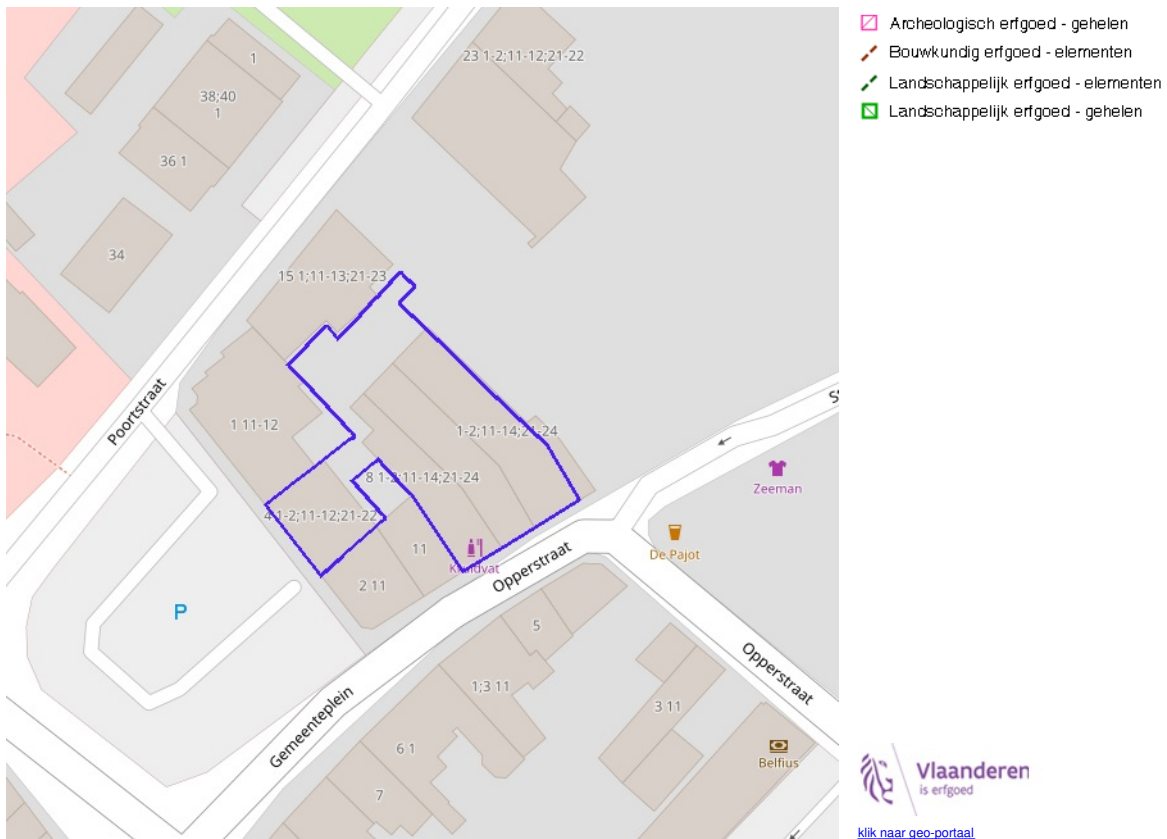 1
38;40
1
36 1
34
23 1-2;11-12;21-22
15 1;11-13;21-23
Poortstraat
1 11-12
1-2;11-14;21-24
8 1-2;11-14;21-24
4 1-2;11-12;21-22
11
2 11
Opperstraat
Zeeman
De Pajot
P
5
1;3 11
Opperstraat
3 11
Gemeenteplein
6 1
7
Belfius
Archeologisch erfgoed - gehelen
Bouwkundig erfgoed - elementen
Landschappelijk erfgoed - elementen
Landschappelijk erfgoed - gehelen
Vlaanderen
is erfgoed
klik naar geo-portaal